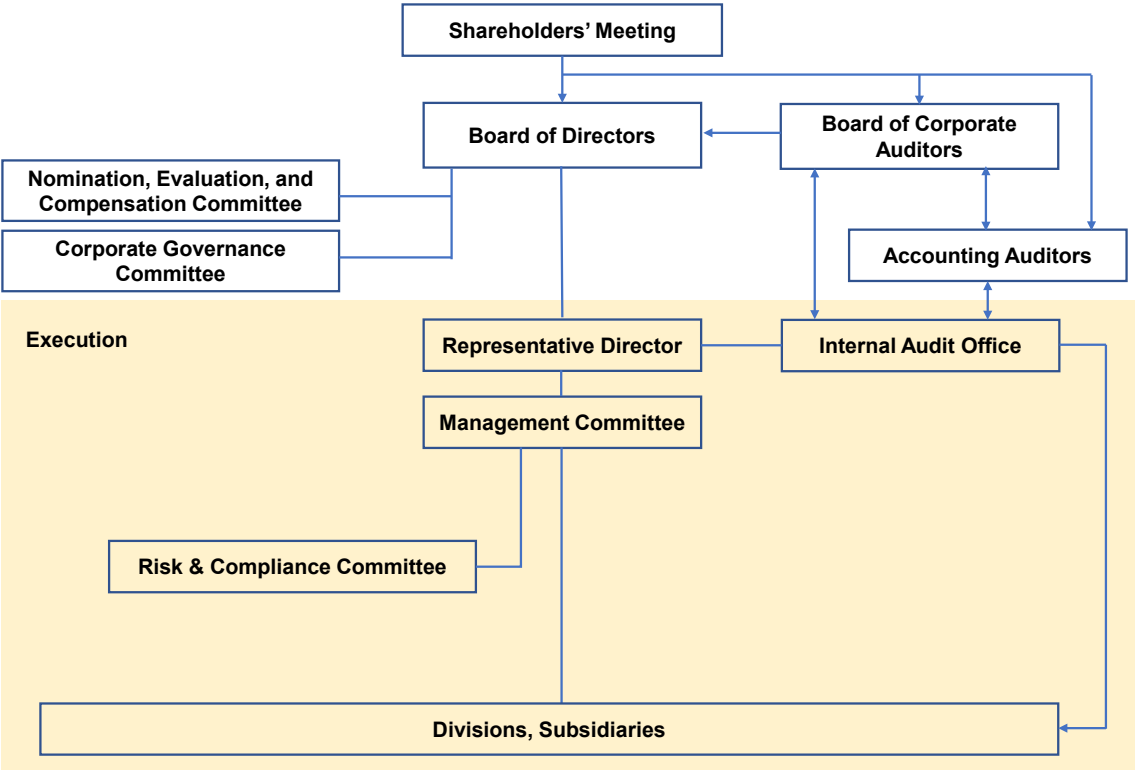 Shareholders' Meeting
Board of Directors
Board of Corporate
Auditors
Nomination, Evaluation, and
Compensation Committee
Corporate Governance
Committee
Accounting Auditors
Execution
Representative Director
Internal Audit Office
Management Committee
Risk & Compliance Committee
Divisions, Subsidiaries